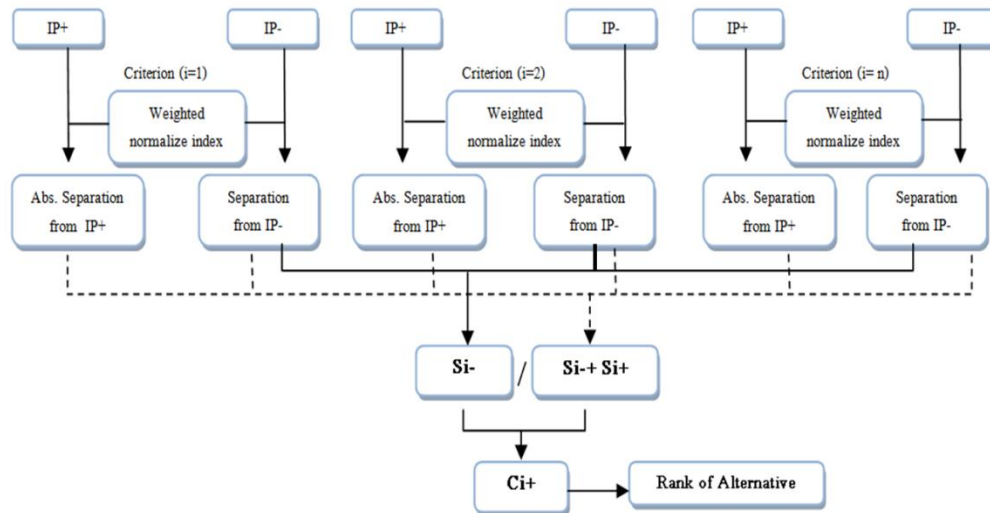 IP+
IP-
IP+
IP-
IP+
IP-
Criterion (i=1)
Criterion (i=2)
Criterion (i= n)
Weighted
normalize index
Weighted
normalize index
Weighted
normalize index
Abs. Separation
from IP+
Separation
from IP-
Abs. Separation
from IP+
Separation
from IP-
Abs. Separation
from IP+
Separation
from IP-
Si-
/
Si-+ Si+
Ci+
Rank of Alternative